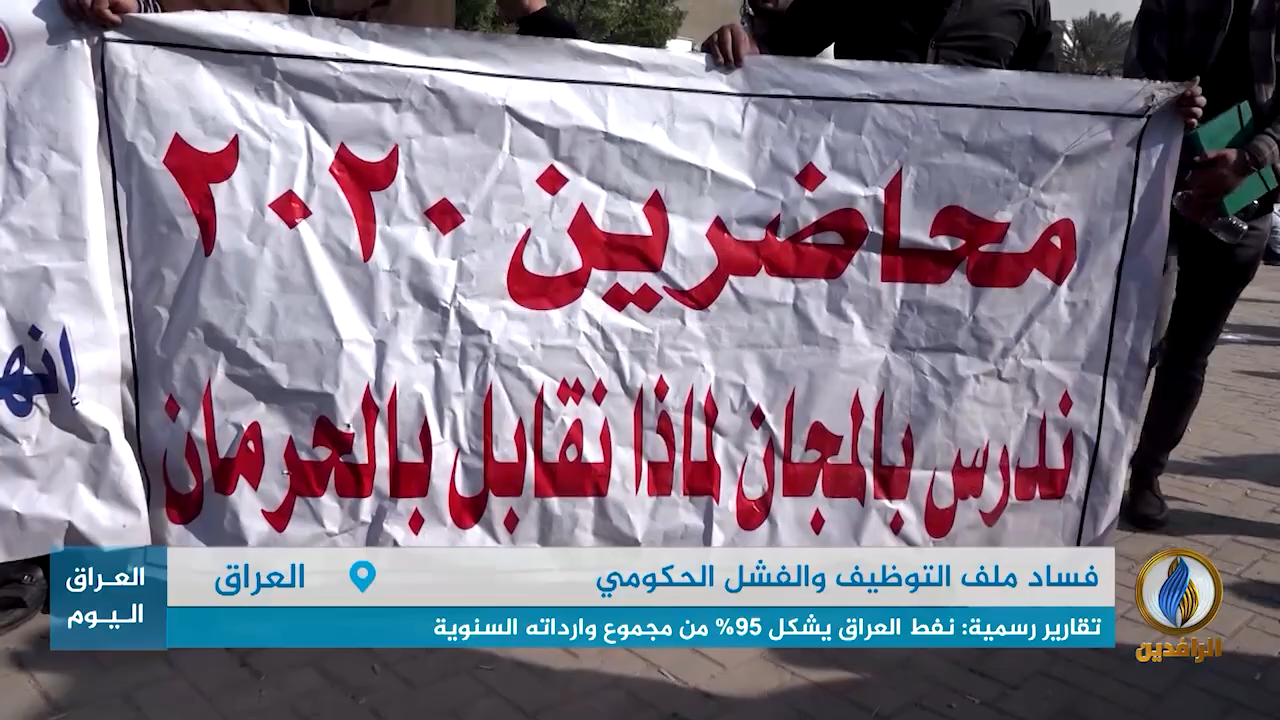 محاضرين ٢٠٢٠
ندرس بالمجان لماذا نقابل بالحرمان
فساد ملف التوظيف والفشل الحكومي
العراق
تقارير رسمية: نفط العراق يشكل 95% من مجموع وارداته السنوية
العراق
اليوم
الرافدين